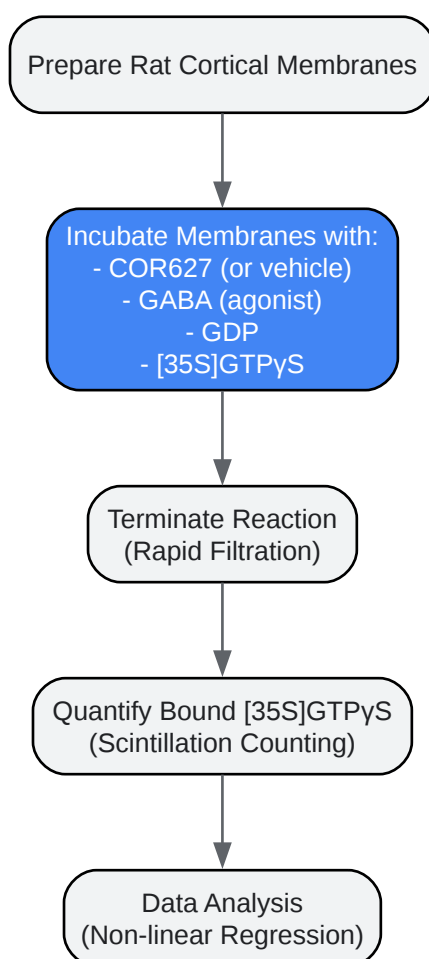 Prepare Rat Cortical Membranes
Incubate Membranes with:
- COR627 (or vehicle)
- GABA (agonist)
- GDP
- [35S]GTPγS
Terminate Reaction
(Rapid Filtration)
Quantify Bound [35S]GTPγS
(Scintillation Counting)
Data Analysis
(Non-linear Regression)